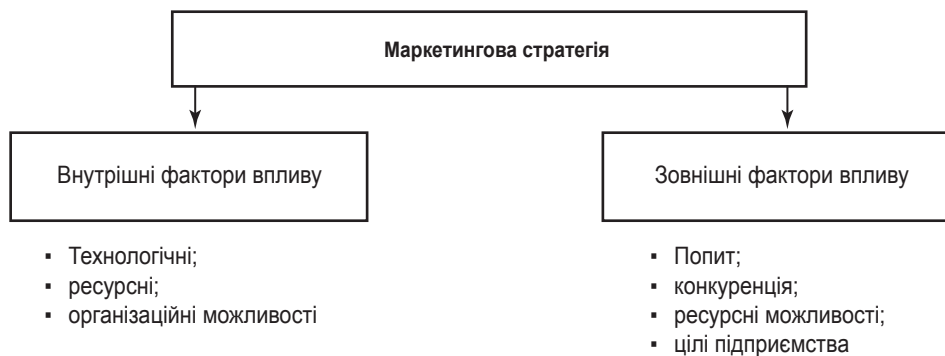 Маркетингова стратегія
Внутрішні фактори впливу
Зовнішні фактори впливу
▪ Технологічні;
▪ ресурсні;
▪ організаційні можливості
▪ Попит;
▪ конкуренція;
▪ ресурсні можливості;
▪ цілі підприємства